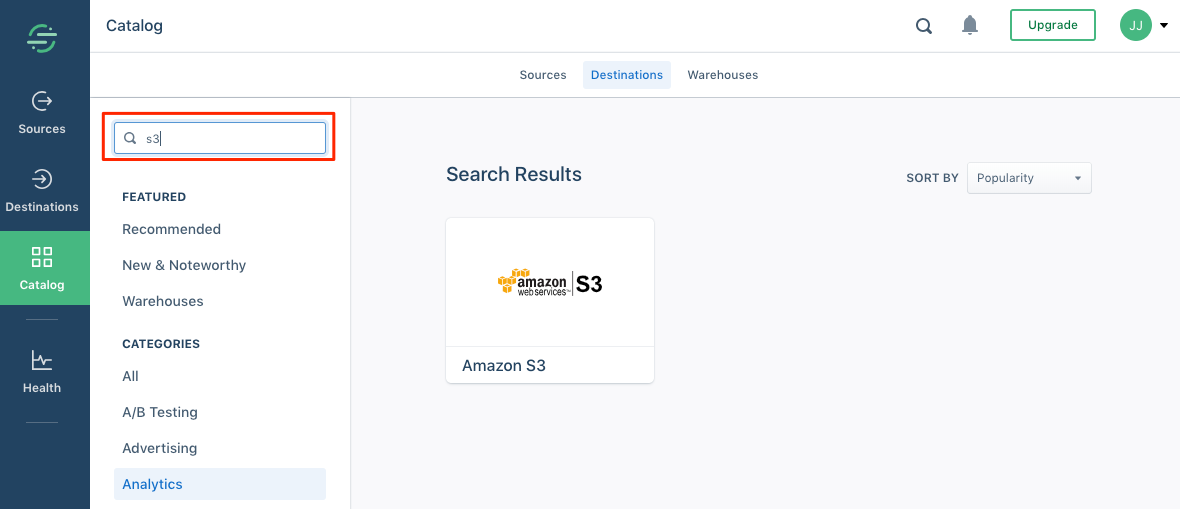 Catalog
Upgrade
JJ
Sources
Destinations
Warehouses
Sources
Destinations
Catalog
Health
s3
FEATURED
Recommended
New & Noteworthy
Warehouses
CATEGORIES
All
A/B Testing
Advertising
Analytics
Search Results
SORT BY
Popularity
amazon
web services™
S3
Amazon S3